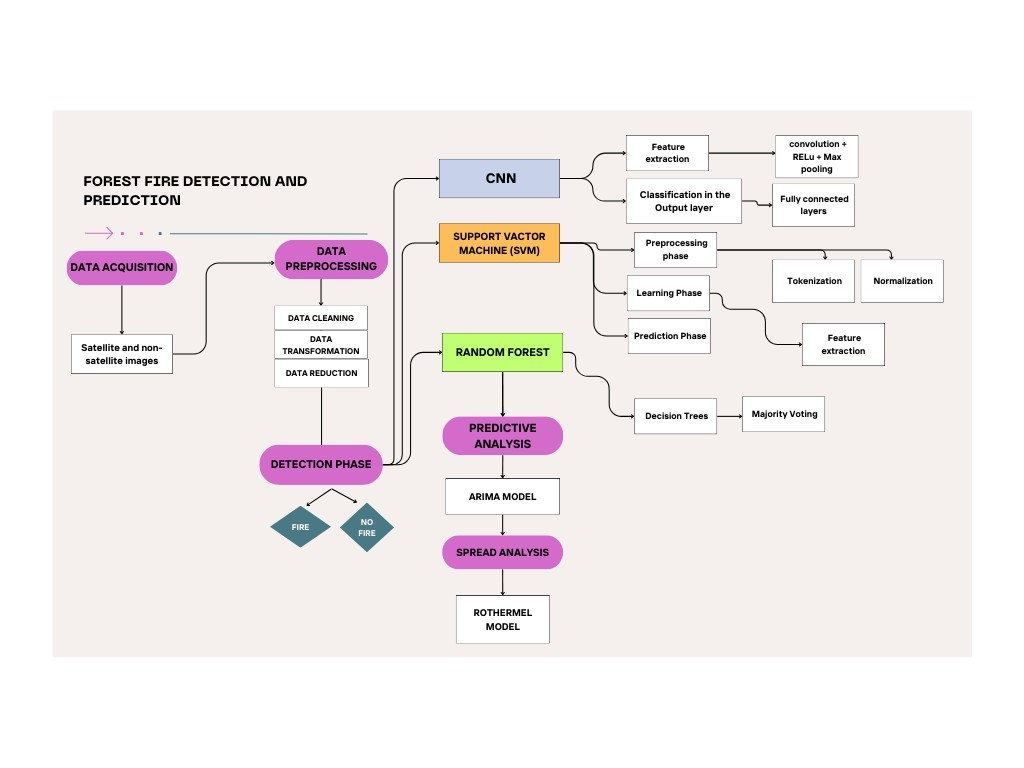 FOREST FIRE DETECTION AND
PREDICTION
DATA ACQUISITION
Satellite and non-
satellite images
DATA
PREPROCESSING
DATA CLEANING
DATA
TRANSFORMATION
DATA REDUCTION
DETECTION PHASE
FIRE
NO
FIRE
CNN
Feature
extraction
convolution +
RELu + Max
pooling
Classification in the
Output layer
Fully connected
layers
SUPPORT VACTOR
MACHINE (SVM)
Preprocessing
phase
Tokenization
Normalization
Learning Phase
Feature
extraction
Prediction Phase
RANDOM FOREST
Decision Trees
Majority Voting
PREDICTIVE
ANALYSIS
ARIMA MODEL
SPREAD ANALYSIS
ROTHERMEL
MODEL